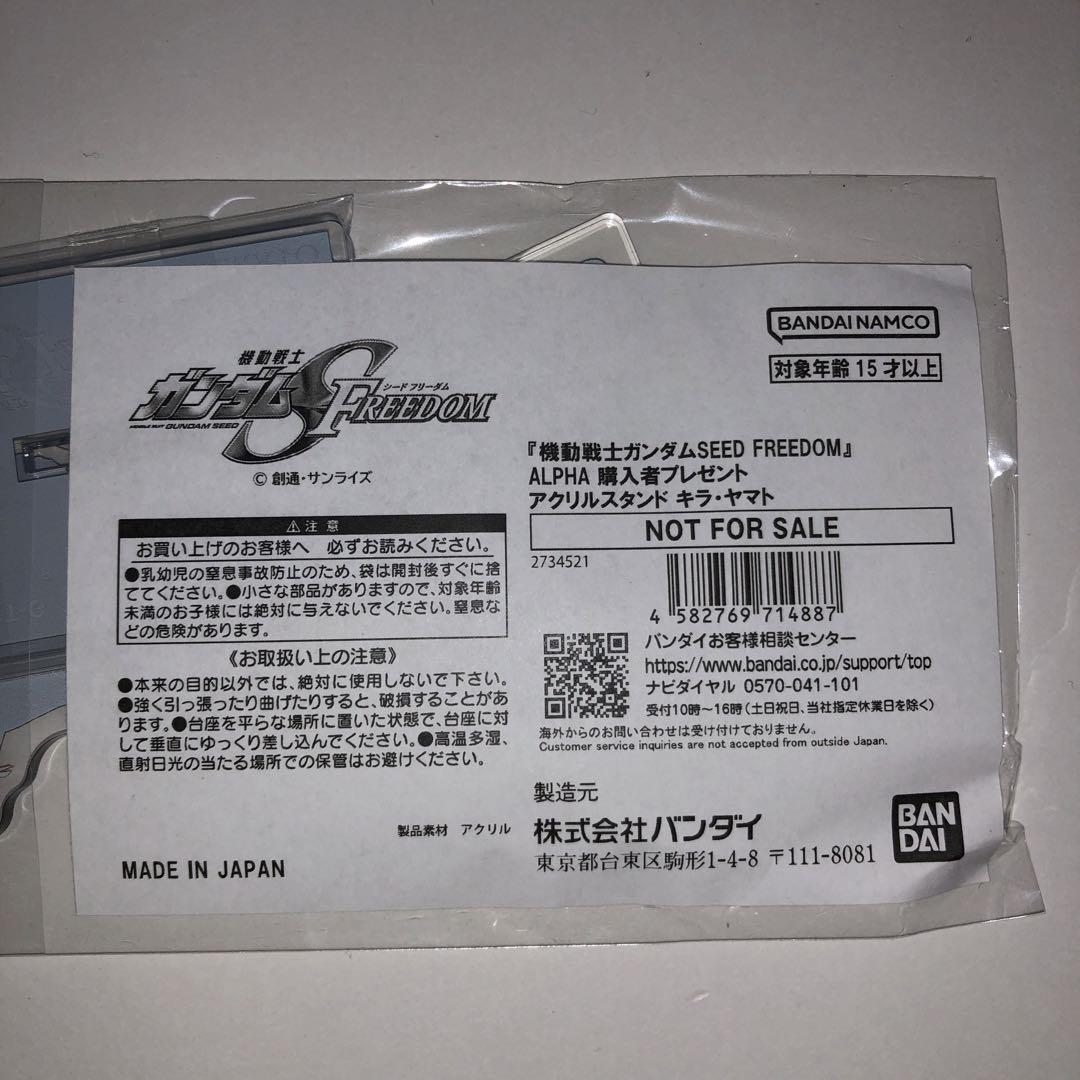 機動戦士
ガンダムSEED FREEDOM
シード フリーダム
MOBILE SUIT GUNDAM SEED
© 創通・サンライズ
⚠注意
お買い上げのお客様へ 必ずお読みください。
●乳幼児の窒息事故防止のため、袋は開封後すぐに捨
ててください。●小さな部品がありますので、対象年齢
未満のお子様には絶対に与えないでください。窒息な
どの危険があります。
《お取扱い上の注意》
●本来の目的以外では、絶対に使用しないで下さい。
●強く引っ張ったり曲げたりすると、破損することがあ
ります。●台座を平らな場所に置いた状態で、台座に対
して垂直にゆっくり差し込んでください。●高温多湿、
直射日光の当たる場所での保管はお避けください。
製品素材 アクリル
MADE IN JAPAN
BANDAI NAMCO
対象年齢 15 才以上
『機動戦士ガンダムSEED FREEDOM』
ALPHA 購入者プレゼント
アクリルスタンド キラ・ヤマト
NOT FOR SALE
2734521
4 582769 714887
バンダイお客様相談センター
https://www.bandai.co.jp/support/top
ナビダイヤル 0570-041-101
受付10時～16時(土日祝日、当社指定休業日を除く)
海外からのお問い合わせは受け付けておりません。
Customer service inquiries are not accepted from outside Japan.
製造元
株式会社バンダイ
東京都台東区駒形1-4-8 〒111-8081
BAN
DAI